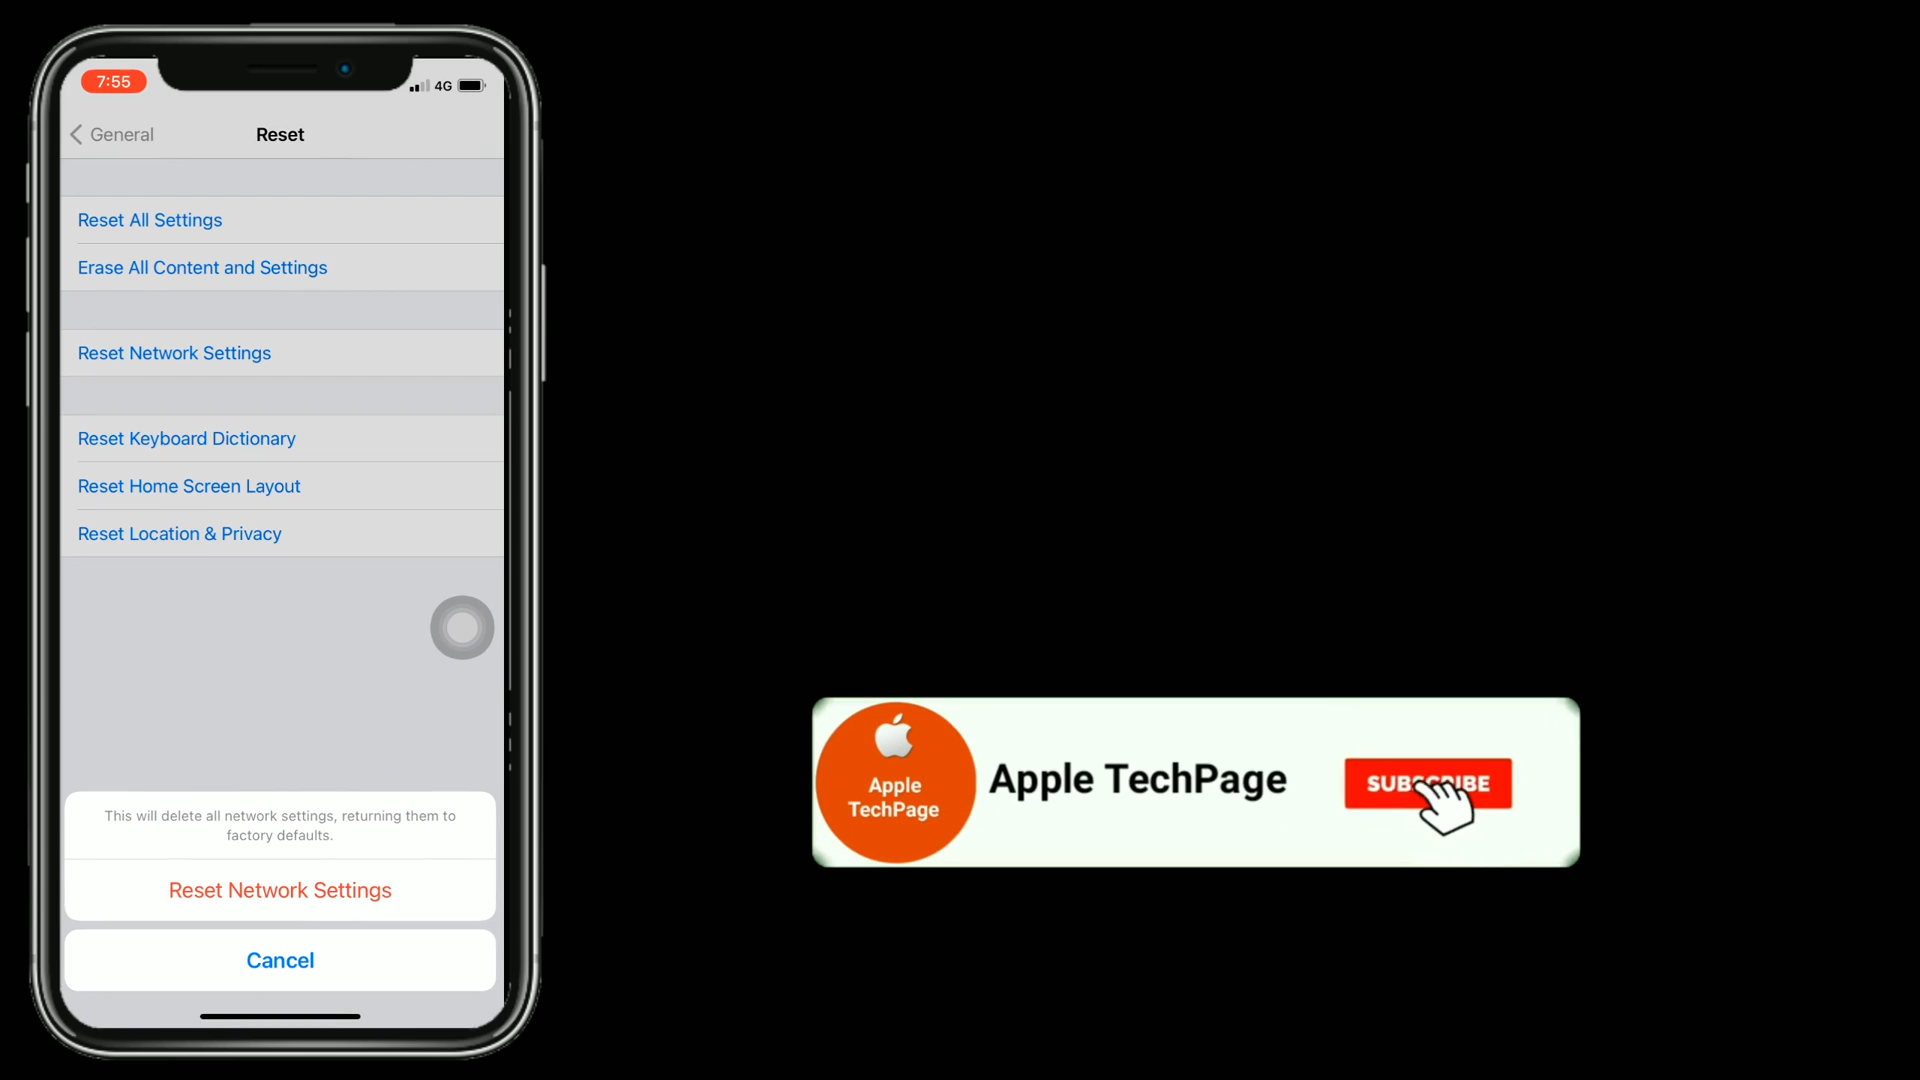 7:55
4G
General
Reset
Reset All Settings
Erase All Content and Settings
Reset Network Settings
Reset Keyboard Dictionary
Reset Home Screen Layout
Reset Location & Privacy
This will delete all network settings, returning them to
factory defaults.
Reset Network Settings
Cancel
Apple
TechPage
Apple TechPage
SUBSCRIBE